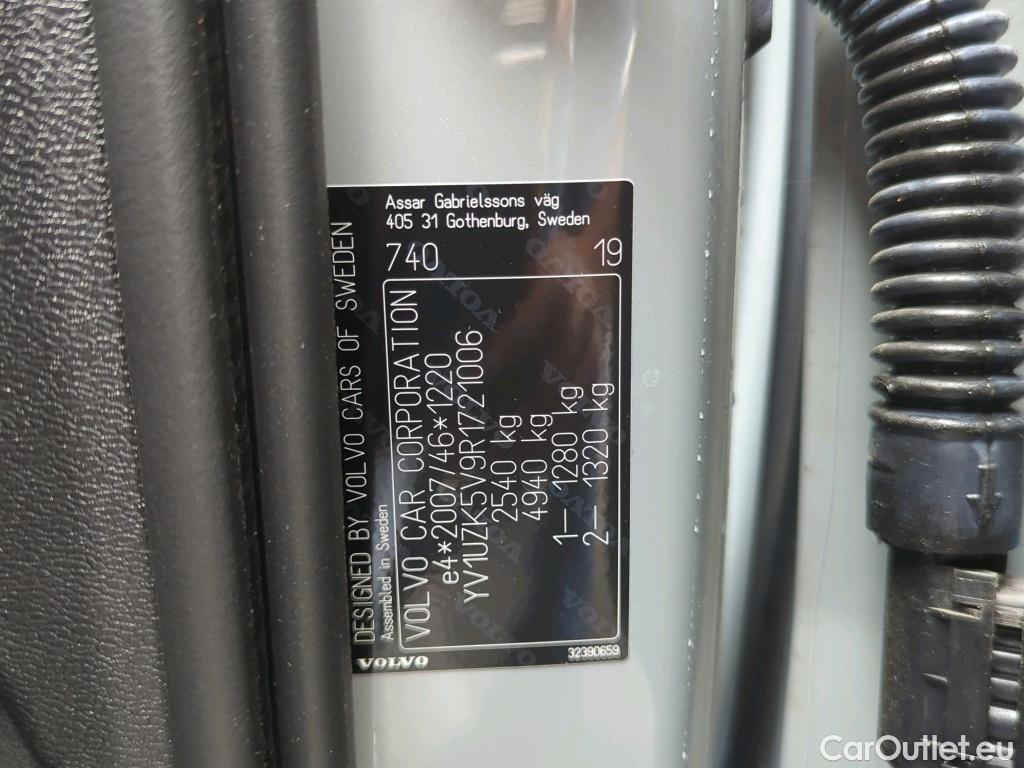 Assar Gabrielssons väg
405 31 Gothenburg, Sweden
740 19
DESIGNED BY VOLVO CARS OF SWEDEN
Assembled in Sweden
VOLVO CAR CORPORATION
e4*2007/46*1220
YV1UZK5V9R1721006
2540 kg
4940 kg
1— 1280 kg
2— 1320 kg
VOLVO
32390659
CarOutlet.eu